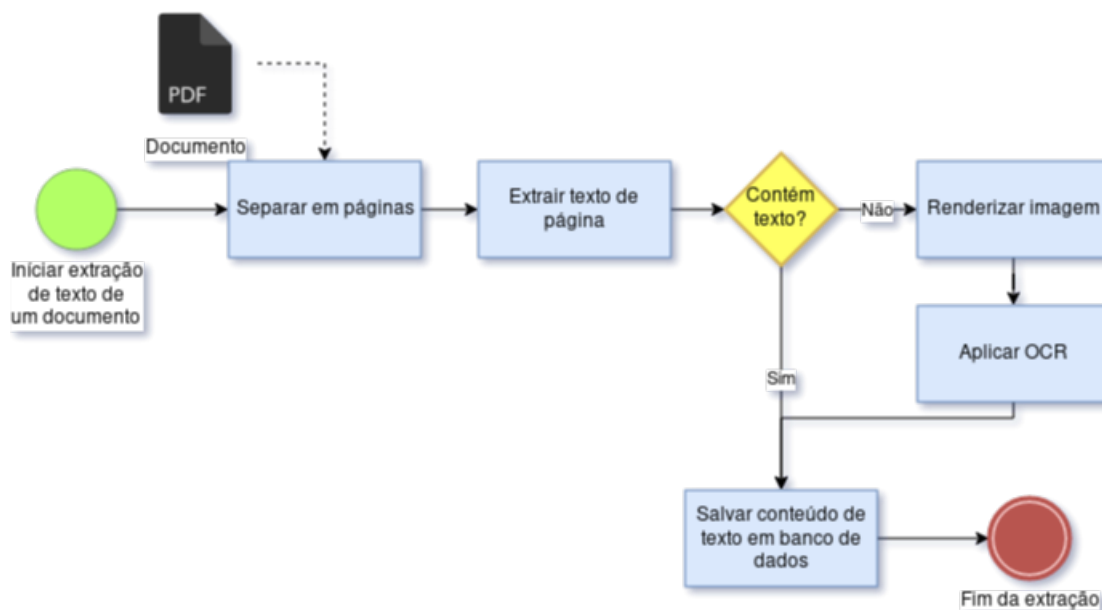 PDF
Documento
Iníciar extração
de texto de
um documento
Separar em páginas
Extrair texto de
página
Contém
texto?
Não
Renderizar imagem
Aplicar OCR
Sim
Salvar conteúdo de
texto em banco de
dados
Fim da extração